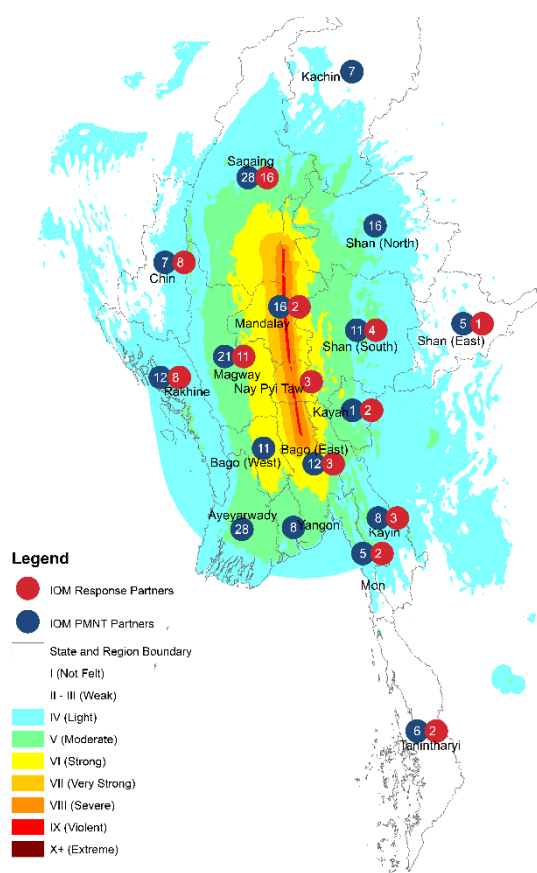 7
Kachin
Sagaing
28 16
16
Shan (North)
7 8
Chin
16 2
Mandalay
11 4
Shan (South)
5 1
Shan (East)
21 11
Magway
12 8
Rakhine
3
Nay Pyi Taw
1 2
Kayah
11
Bago (West)
Bago (East)
12 3
Ayeyarwady
28
8
Yangon
8 3
Kayin
5 2
Mon
6 2
Tanintharyi
Legend
IOM Response Partners
IOM PMNT Partners
State and Region Boundary
I (Not Felt)
II - III (Weak)
IV (Light)
V (Moderate)
VI (Strong)
VII (Very Strong)
VIII (Severe)
IX (Violent)
X+ (Extreme)